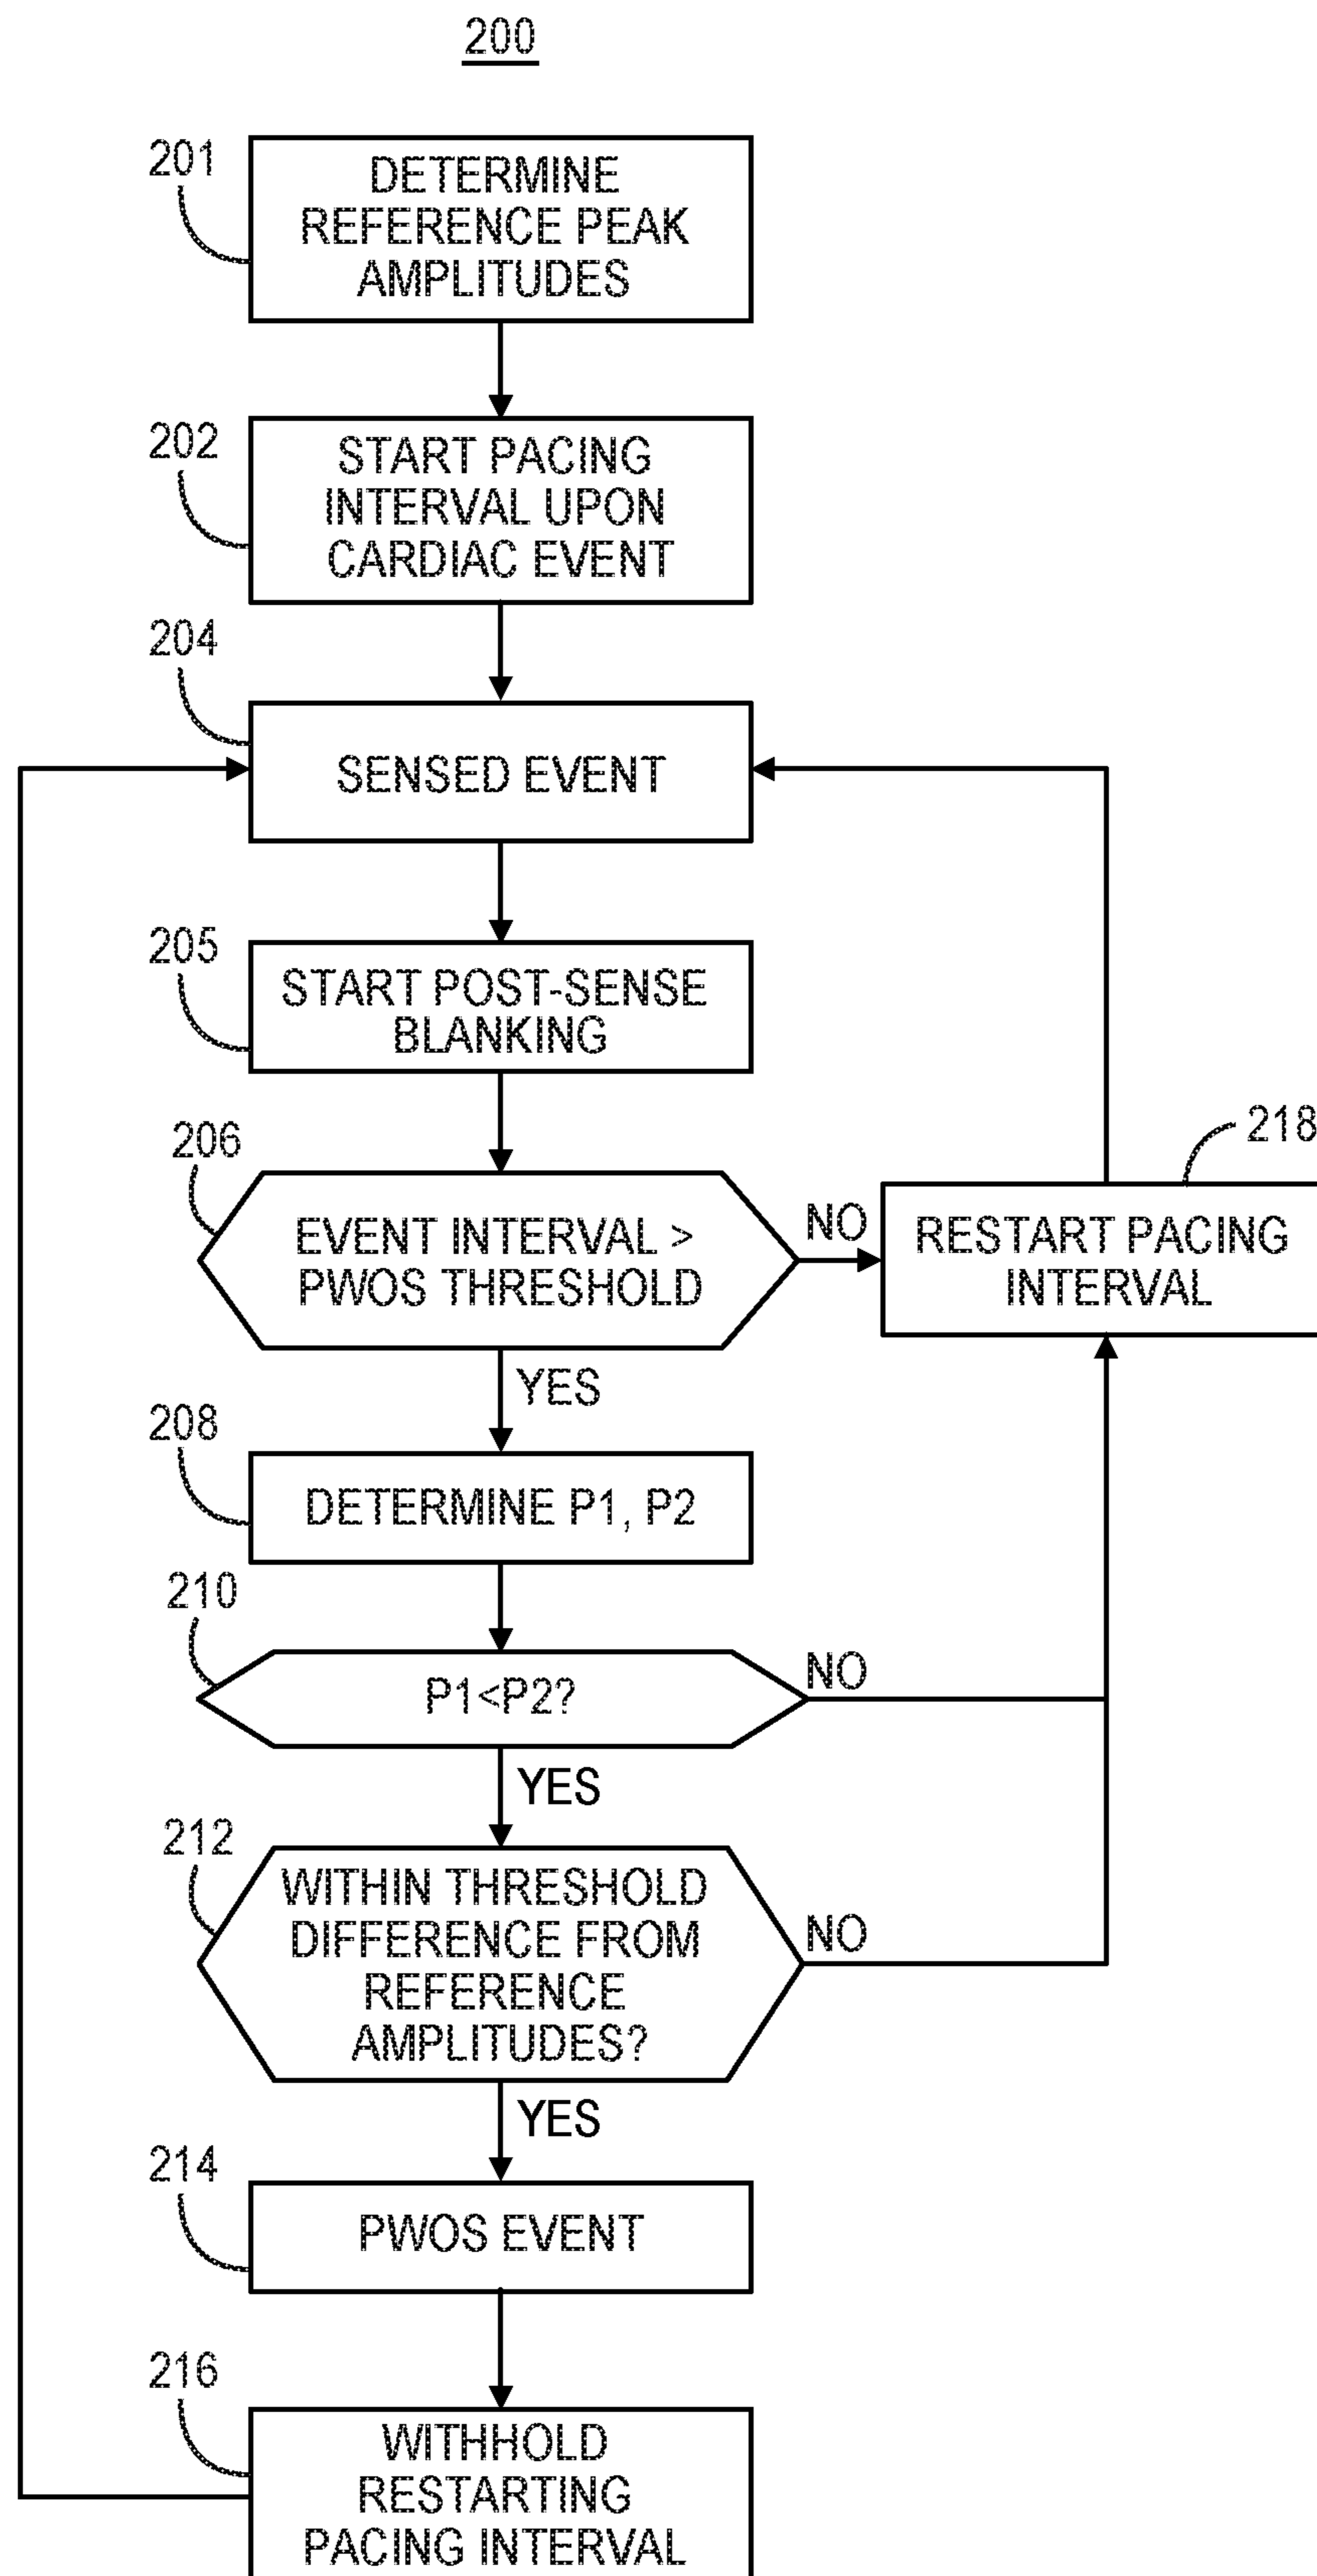 200
201
DETERMINE
REFERENCE PEAK
AMPLITUDES
202
START PACING
INTERVAL UPON
CARDIAC EVENT
204
SENSED EVENT
205
START POST-SENSE
BLANKING
206
EVENT INTERVAL >
PWOS THRESHOLD
NO
218
RESTART PACING
INTERVAL
YES
208
DETERMINE P1, P2
210
P1<P2?
NO
YES
212
WITHIN THRESHOLD
DIFFERENCE FROM
REFERENCE
AMPLITUDES?
NO
YES
214
PWOS EVENT
216
WITHHOLD
RESTARTING
PACING INTERVAL